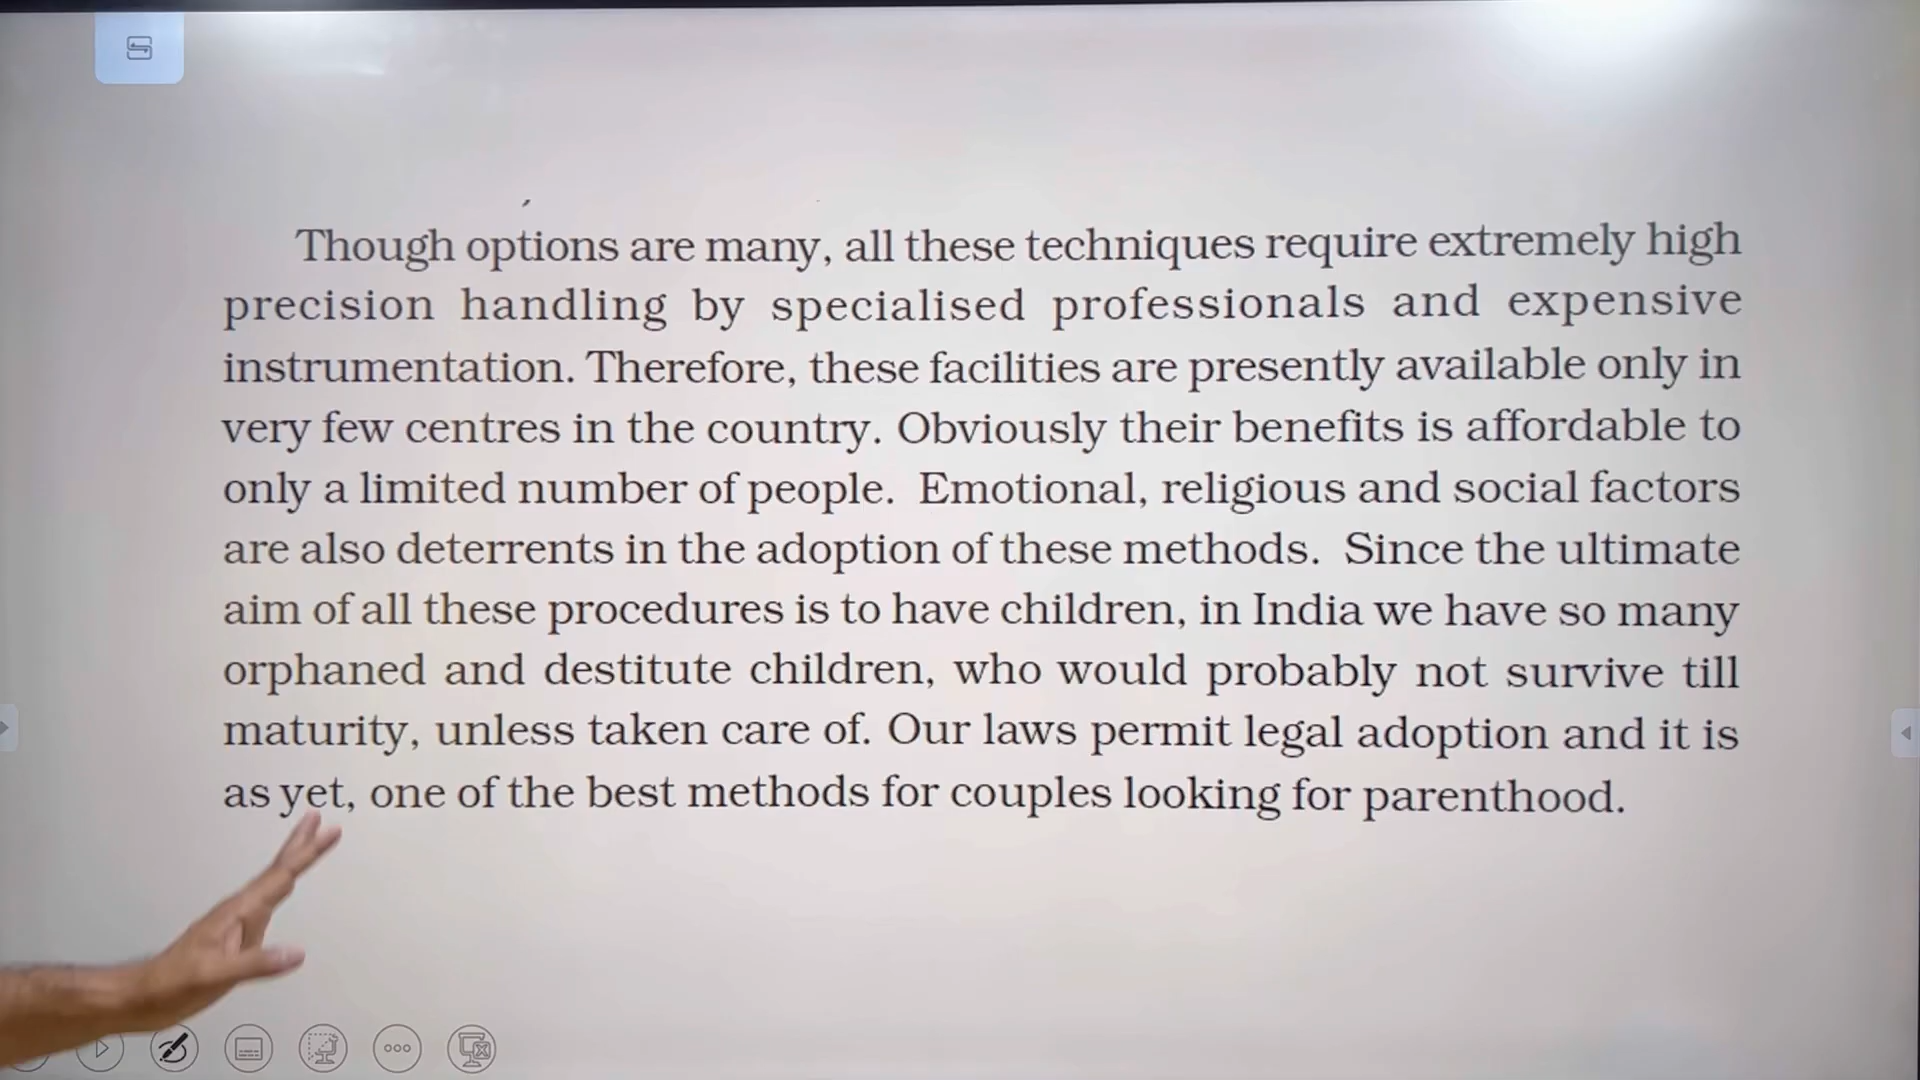 Though options are many, all these techniques require extremely high
precision handling by specialised professionals and expensive
instrumentation. Therefore, these facilities are presently available only in
very few centres in the country. Obviously their benefits is affordable to
only a limited number of people. Emotional, religious and social factors
are also deterrents in the adoption of these methods. Since the ultimate
aim of all these procedures is to have children, in India we have so many
orphaned and destitute children, who would probably not survive till
maturity, unless taken care of. Our laws permit legal adoption and it is
as yet, one of the best methods for couples looking for parenthood.